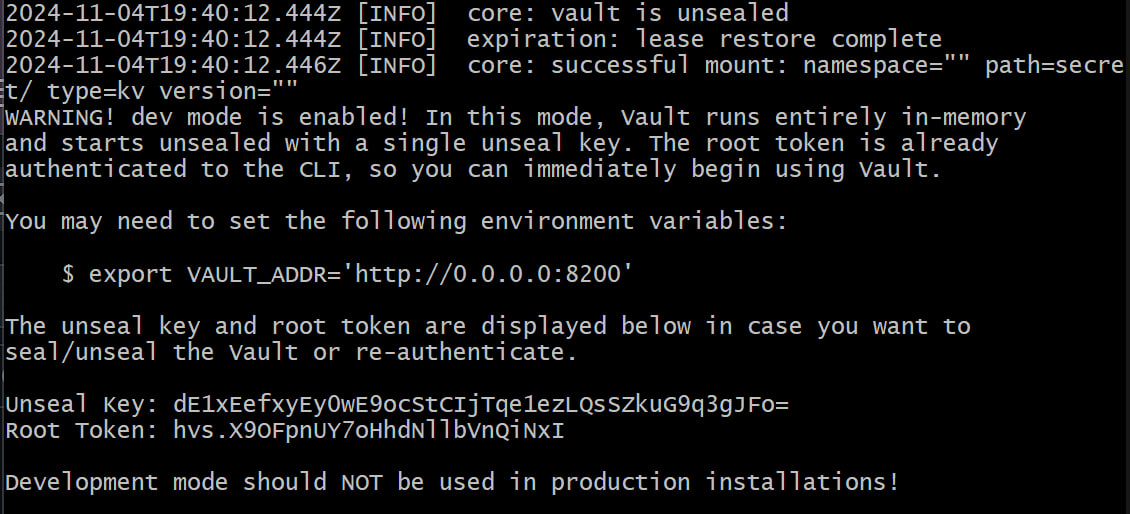 2024-11-04T19:40:12.444Z [INFO]  core: vault is unsealed
2024-11-04T19:40:12.444Z [INFO]  expiration: lease restore complete
2024-11-04T19:40:12.446Z [INFO]  core: successful mount: namespace="" path=secre
t/ type=kv version=""
WARNING! dev mode is enabled! In this mode, Vault runs entirely in-memory
and starts unsealed with a single unseal key. The root token is already
authenticated to the CLI, so you can immediately begin using Vault.
You may need to set the following environment variables:
    $ export VAULT_ADDR='http://0.0.0.0:8200'
The unseal key and root token are displayed below in case you want to
seal/unseal the Vault or re-authenticate.
Unseal Key: dE1xEefxyEy0wE9ocStCIjTqe1ezLQsSZkuG9q3gJFo=
Root Token: hvs.X9OFpnUY7oHhdNllbVnQiNxI
Development mode should NOT be used in production installations!